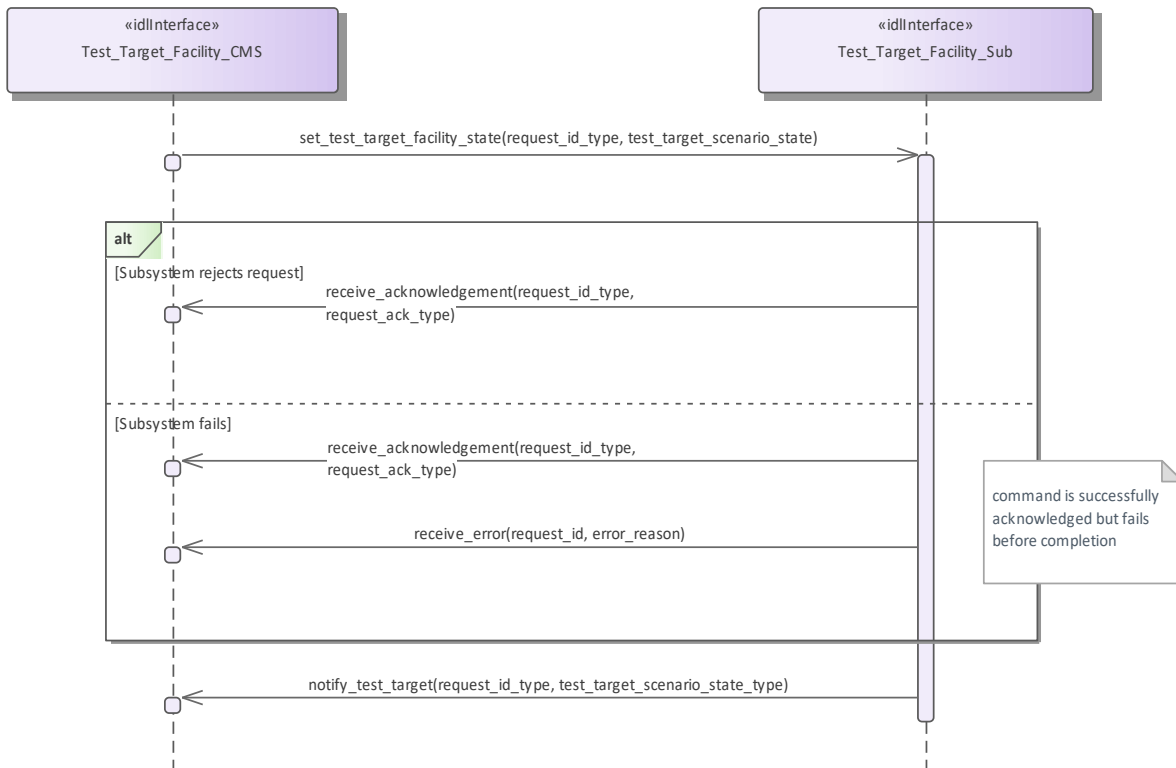 «idlInterface»
Test_Target_Facility_CMS
«idlInterface»
Test_Target_Facility_Sub
set_test_target_facility_state(request_id_type, test_target_scenario_state)
alt
[Subsystem rejects request]
receive_acknowledgement(request_id_type,
request_ack_type)
[Subsystem fails]
receive_acknowledgement(request_id_type,
request_ack_type)
command is successfully
acknowledged but fails
before completion
receive_error(request_id, error_reason)
notify_test_target(request_id_type, test_target_scenario_state_type)